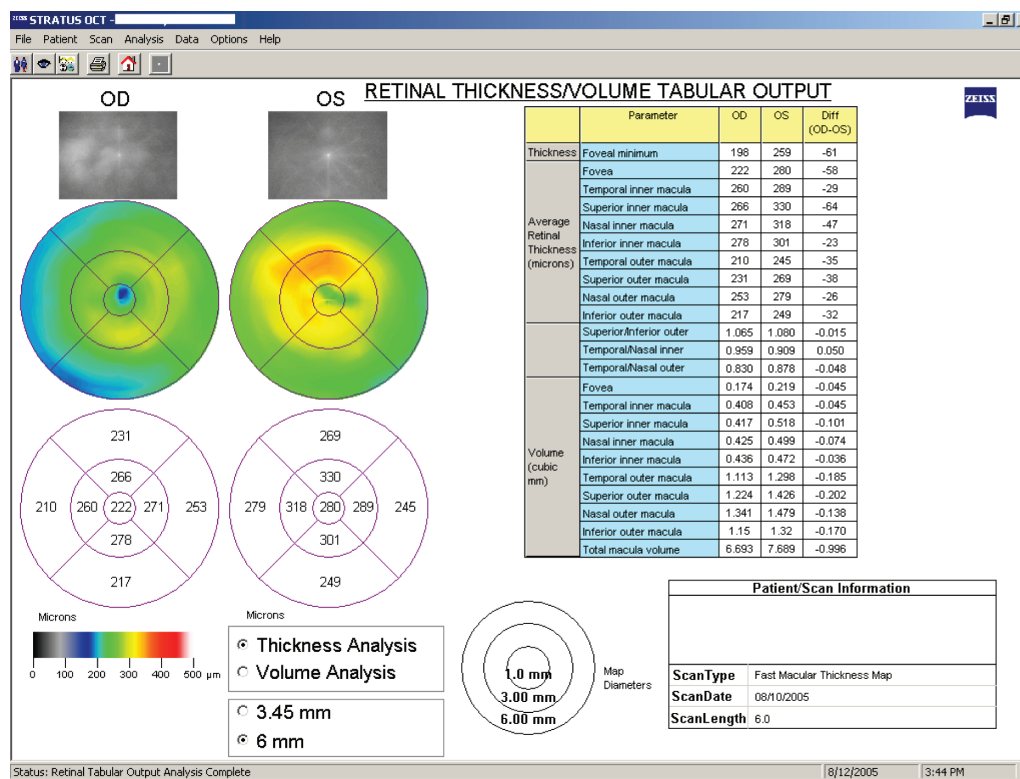 ZEISS STRATUS OCT -
File Patient Scan Analysis Data Options Help
RETINAL THICKNESS/VOLUME TABULAR OUTPUT
OD OS
ZEISS
Parameter OD OS Diff (OD-OS)
Thickness Foveal minimum 198 259 -61
Average Retinal Thickness (microns)
Fovea 222 280 -58
Temporal inner macula 260 289 -29
Superior inner macula 266 330 -64
Nasal inner macula 271 318 -47
Inferior inner macula 278 301 -23
Temporal outer macula 210 245 -35
Superior outer macula 231 269 -38
Nasal outer macula 253 279 -26
Inferior outer macula 217 249 -32
Superior/Inferior outer 1.065 1.080 -0.015
Temporal/Nasal inner 0.959 0.909 0.050
Temporal/Nasal outer 0.830 0.878 -0.048
Volume (cubic mm)
Fovea 0.174 0.219 -0.045
Temporal inner macula 0.408 0.453 -0.045
Superior inner macula 0.417 0.518 -0.101
Nasal inner macula 0.425 0.499 -0.074
Inferior inner macula 0.436 0.472 -0.036
Temporal outer macula 1.113 1.298 -0.185
Superior outer macula 1.224 1.426 -0.202
Nasal outer macula 1.341 1.479 -0.138
Inferior outer macula 1.15 1.32 -0.170
Total macula volume 6.693 7.689 -0.996
231
266
210 260 222 271 253
278
217
269
330
279 318 280 289 245
301
249
Microns
0 100 200 300 400 500 µm
Microns
Thickness Analysis
Volume Analysis
3.45 mm
6 mm
1.0 mm
3.00 mm
6.00 mm
Map
Diameters
Patient/Scan Information
ScanType Fast Macular Thickness Map
ScanDate 08/10/2005
ScanLength 6.0
Status: Retinal Tabular Output Analysis Complete 8/12/2005 3:44 PM